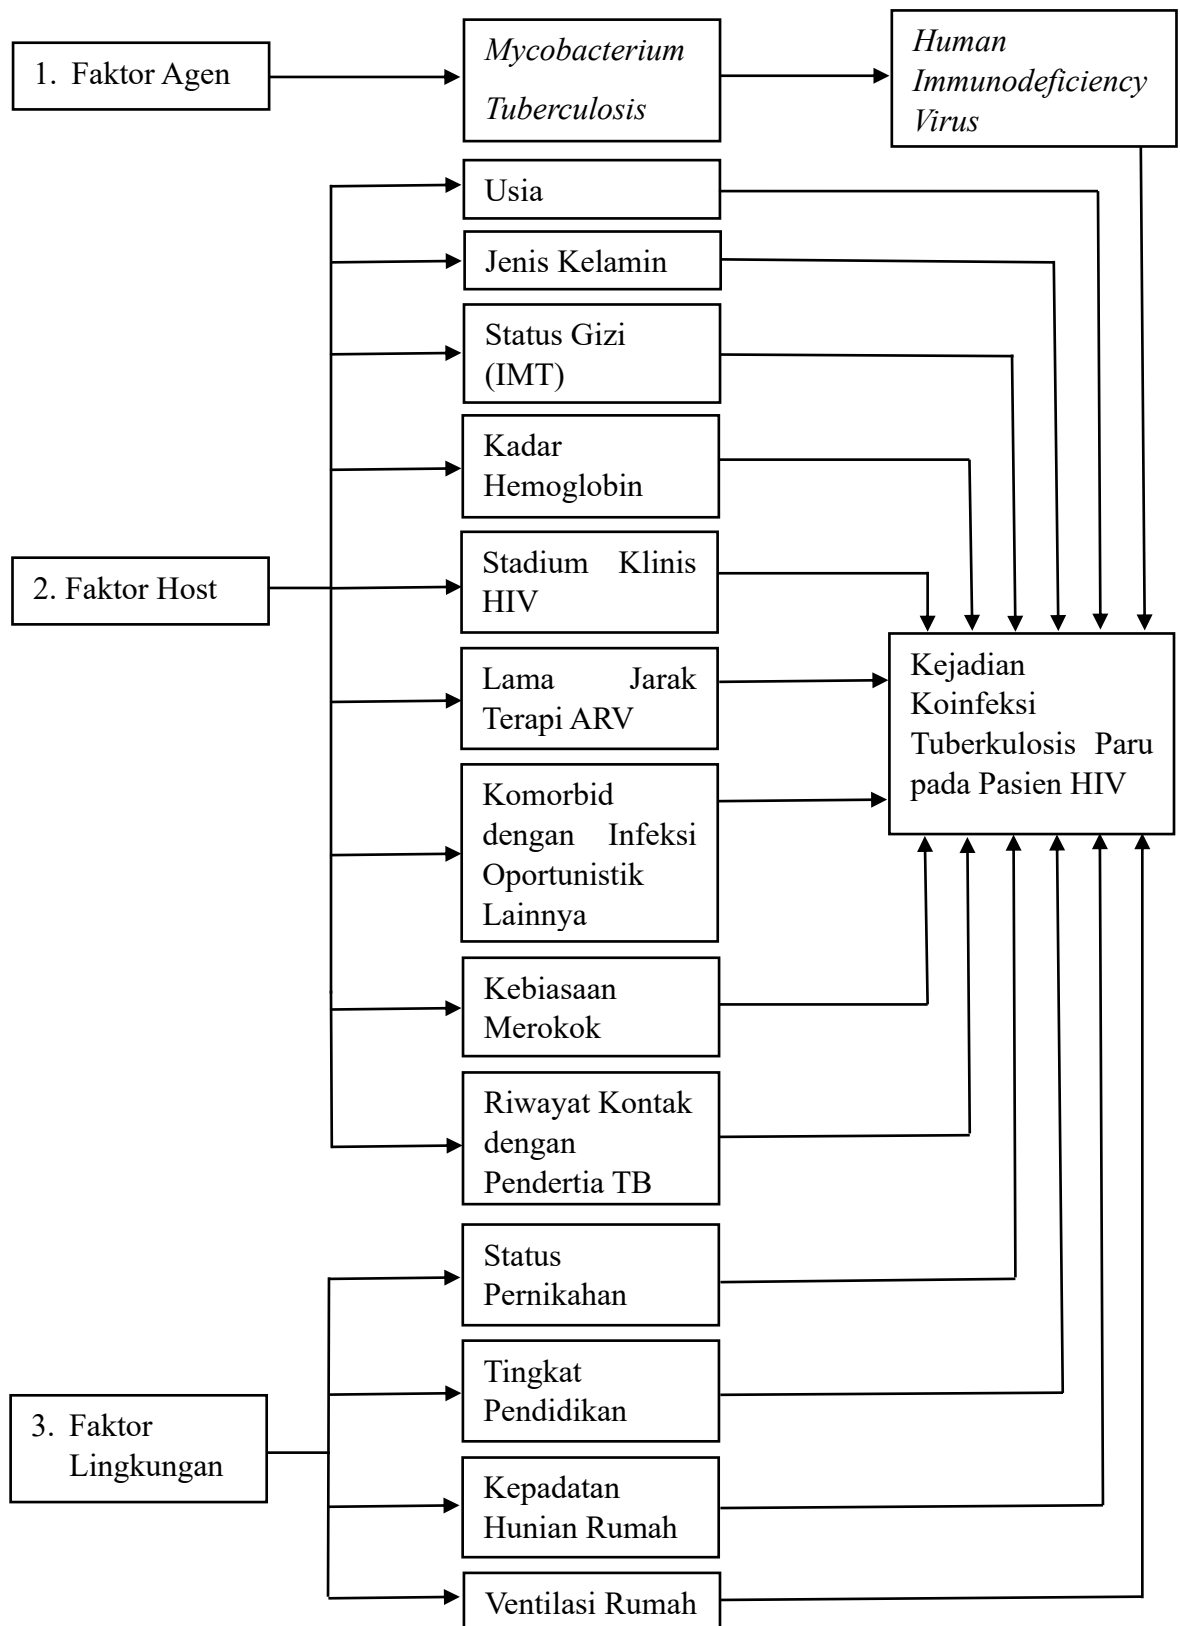 1. Faktor Agen
Mycobacterium
Tuberculosis
Human
Immunodeficiency
Virus
Usia
Jenis Kelamin
Status Gizi
(IMT)
Kadar
Hemoglobin
2. Faktor Host
Stadium Klinis
HIV
Lama Jarak
Terapi ARV
Kejadian
Koinfeksi
Tuberkulosis Paru
pada Pasien HIV
Komorbid
dengan Infeksi
Oportunistik
Lainnya
Kebiasaan
Merokok
Riwayat Kontak
dengan
Pendertia TB
3. Faktor
Lingkungan
Status
Pernikahan
Tingkat
Pendidikan
Kepadatan
Hunian Rumah
Ventilasi Rumah